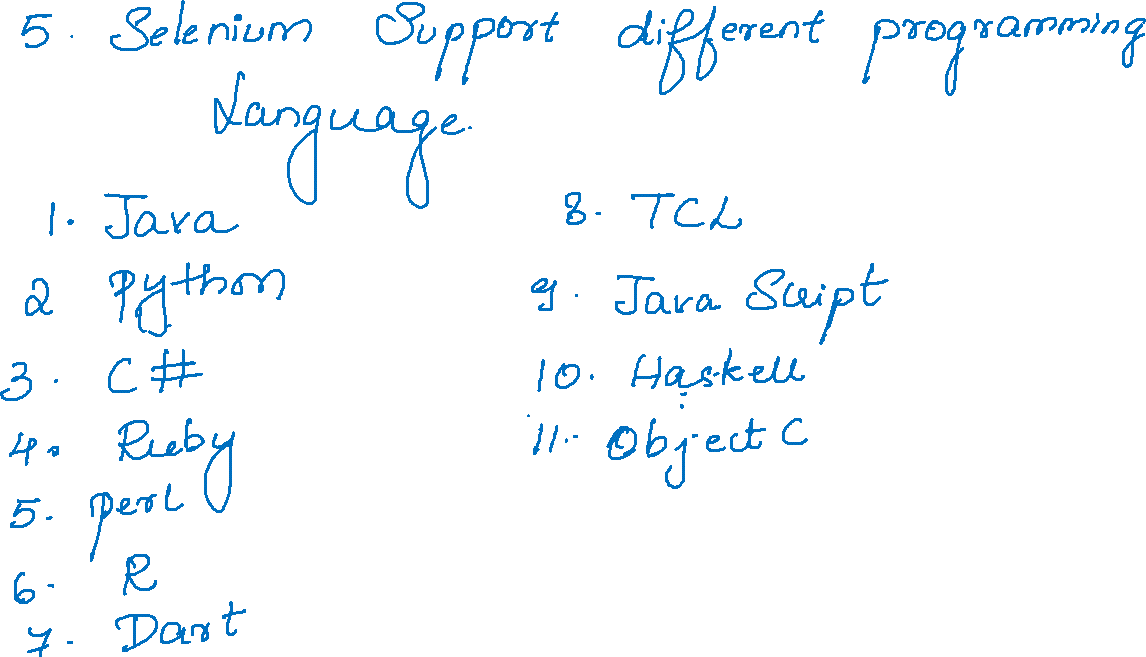 5. Selenium Support different programming
Language.
1. Java
2 Python
3. C#
4. Ruby
5. perl
6. R
7. Dart
8. TCL
9. Java Script
10. Haskell
11. Object C